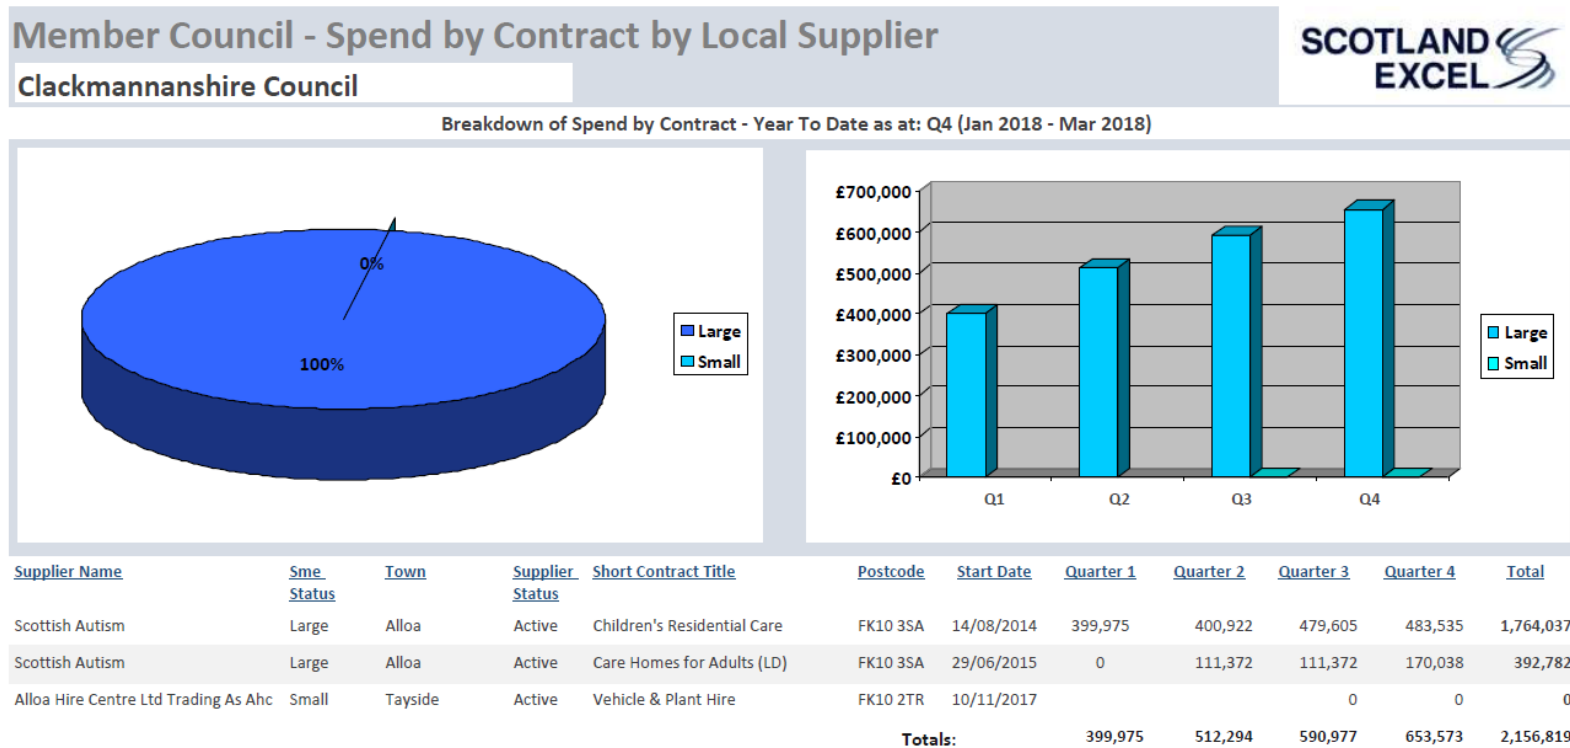 Member Council - Spend by Contract by Local Supplier
SCOTLAND
EXCEL
Clackmannanshire Council
Breakdown of Spend by Contract - Year To Date as at: Q4 (Jan 2018 - Mar 2018)
0%
100%
Large
Small
£700,000
£600,000
£500,000
£400,000
£300,000
£200,000
£100,000
£0
Q1 Q2 Q3 Q4
Large
Small
Supplier Name Sme Status Town Supplier Status Short Contract Title Postcode Start Date Quarter 1 Quarter 2 Quarter 3 Quarter 4 Total
Scottish Autism Large Alloa Active Children's Residential Care FK10 3SA 14/08/2014 399,975 400,922 479,605 483,535 1,764,037
Scottish Autism Large Alloa Active Care Homes for Adults (LD) FK10 3SA 29/06/2015 0 111,372 111,372 170,038 392,782
Alloa Hire Centre Ltd Trading As Ahc Small Tayside Active Vehicle & Plant Hire FK10 2TR 10/11/2017 0 0 0
Totals: 399,975 512,294 590,977 653,573 2,156,819